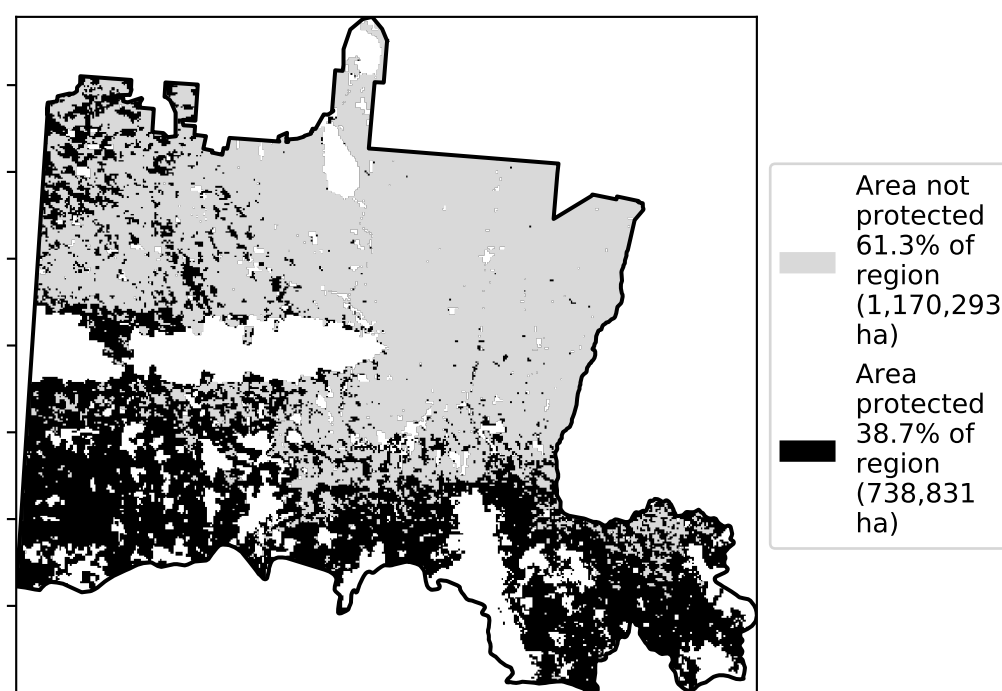 Area not
protected
61.3% of
region
(1,170,293
ha)
Area
protected
38.7% of
region
(738,831
ha)